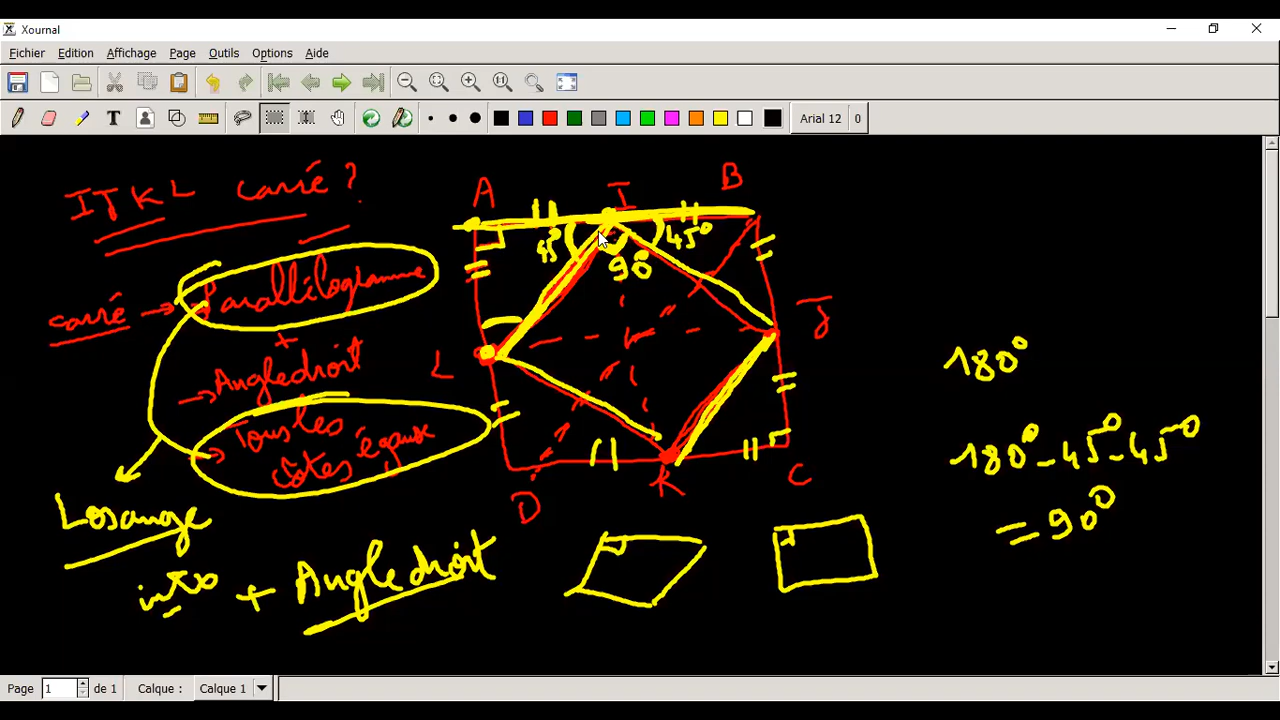 Xournal
Fichier Edition Affichage Page Outils Options Aide
Arial 12 0
IJKL carré ?
A I B
45° 45°
90°
carré → Parallélogramme
+
→ Angle droit
→ Tous les
côtés égaux
L J
D K C
Losange
+ Angle droit
180°
180° - 45° - 45°
= 90°
Page 1 de 1 Calque : Calque 1